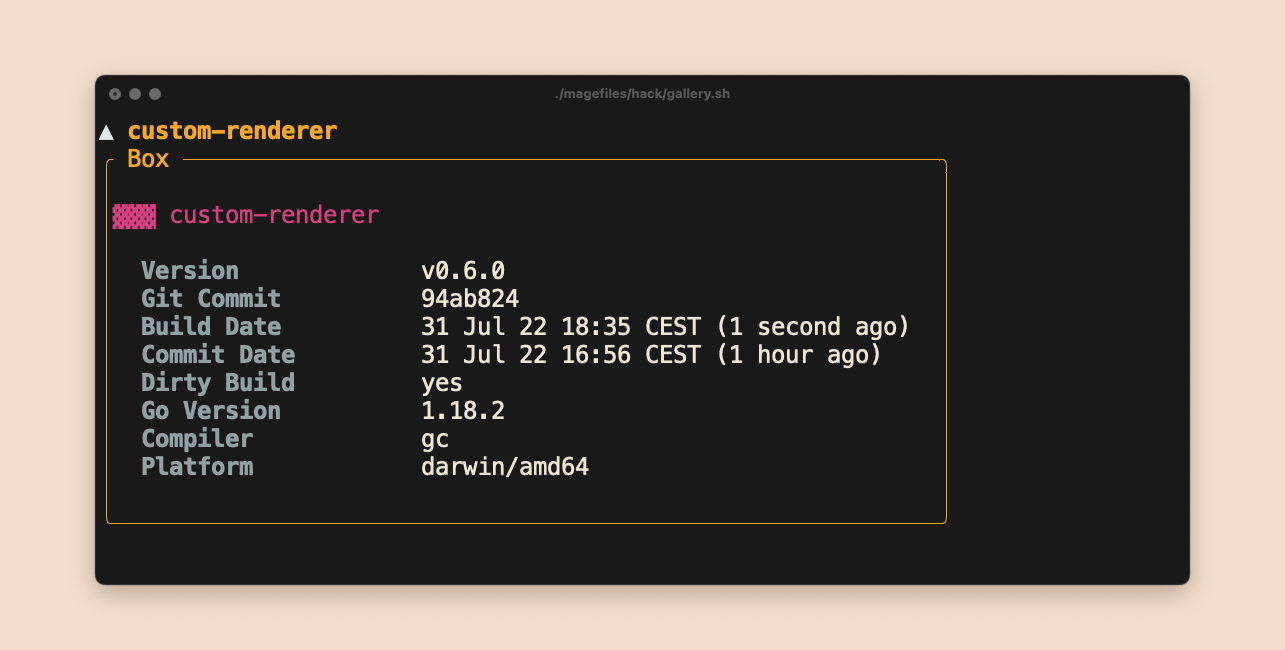 ./magefiles/hack/gallery.sh
▲ custom-renderer
Box
▓▓▓ custom-renderer
Version v0.6.0
Git Commit 94ab824
Build Date 31 Jul 22 18:35 CEST (1 second ago)
Commit Date 31 Jul 22 16:56 CEST (1 hour ago)
Dirty Build yes
Go Version 1.18.2
Compiler gc
Platform darwin/amd64